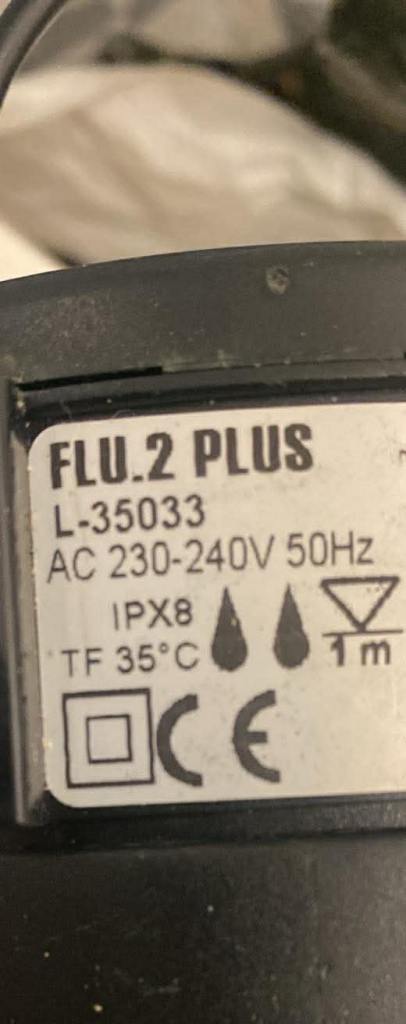 FLU.2 PLUS
L-35033
AC 230-240V 50Hz
IPX8
TF 35°C
1 m
CE